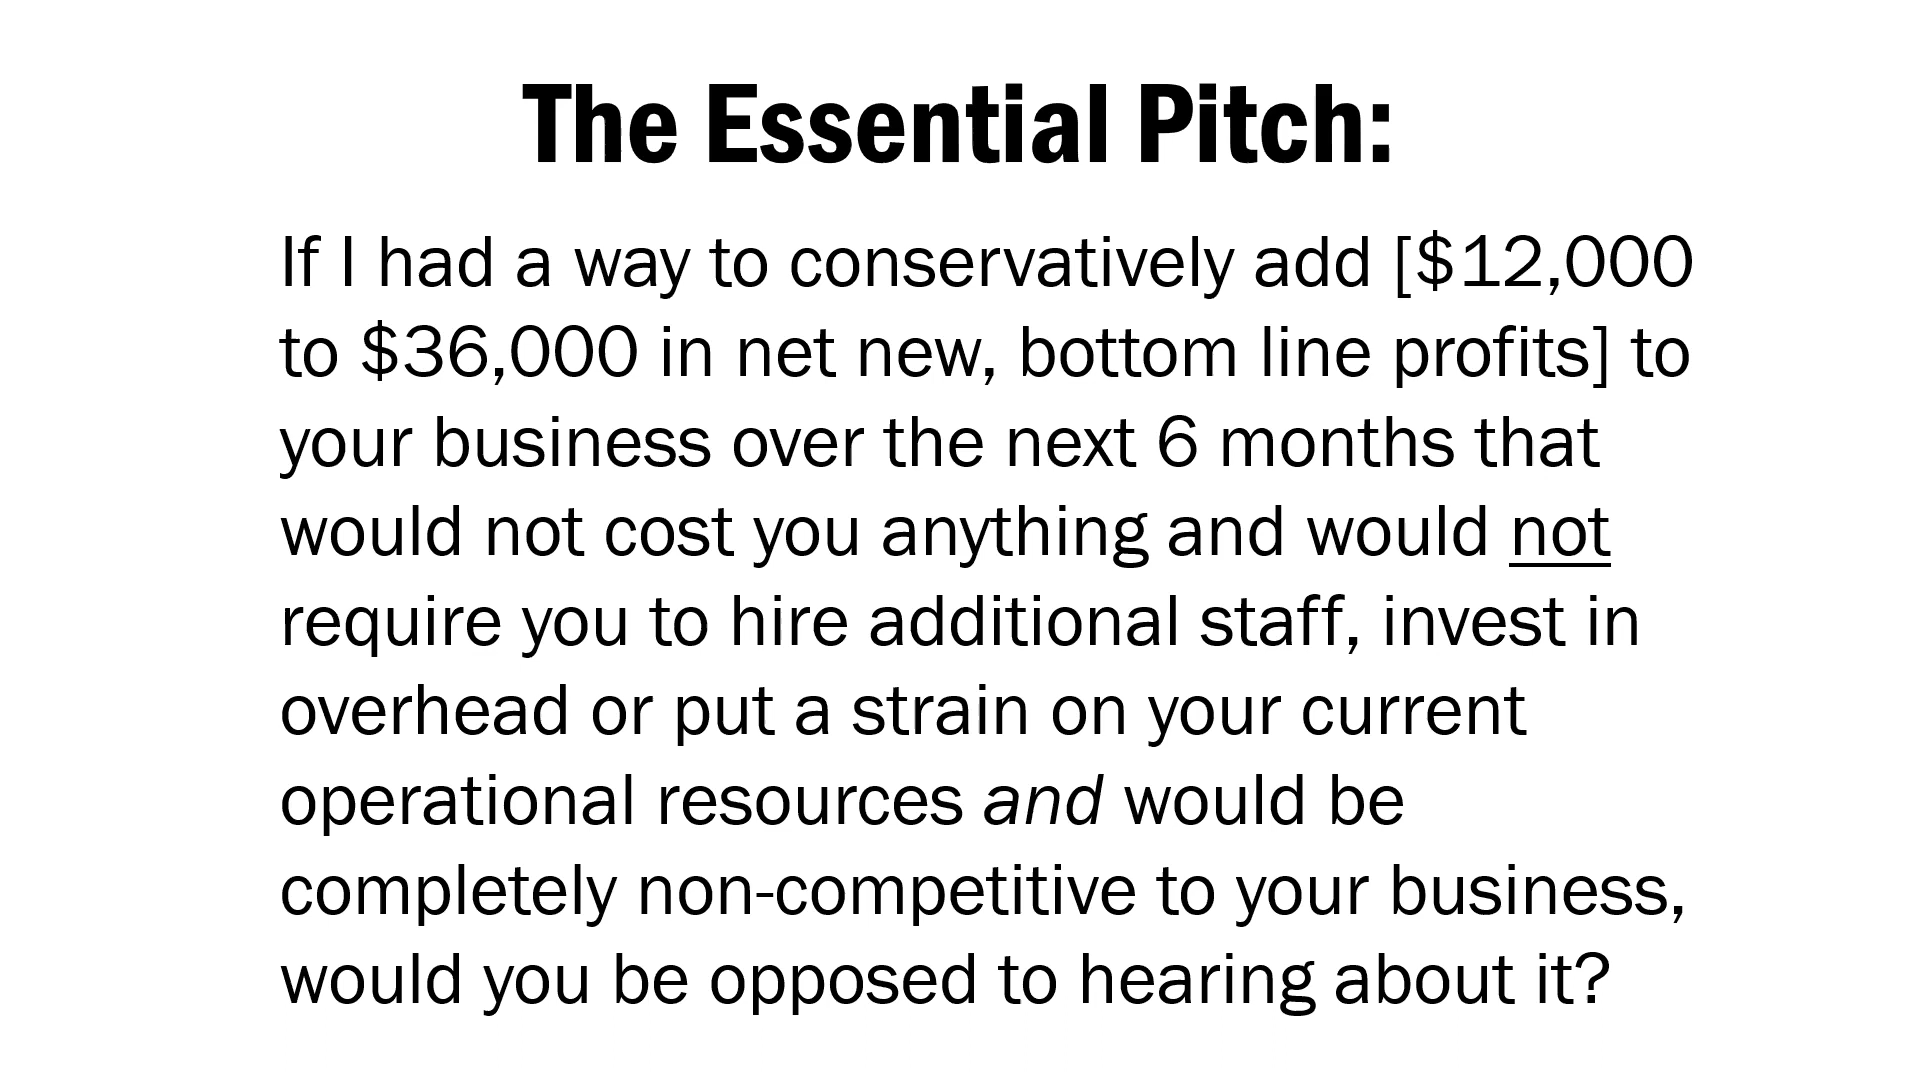 The Essential Pitch:
If I had a way to conservatively add [$12,000
to $36,000 in net new, bottom line profits] to
your business over the next 6 months that
would not cost you anything and would not
require you to hire additional staff, invest in
overhead or put a strain on your current
operational resources and would be
completely non-competitive to your business,
would you be opposed to hearing about it?